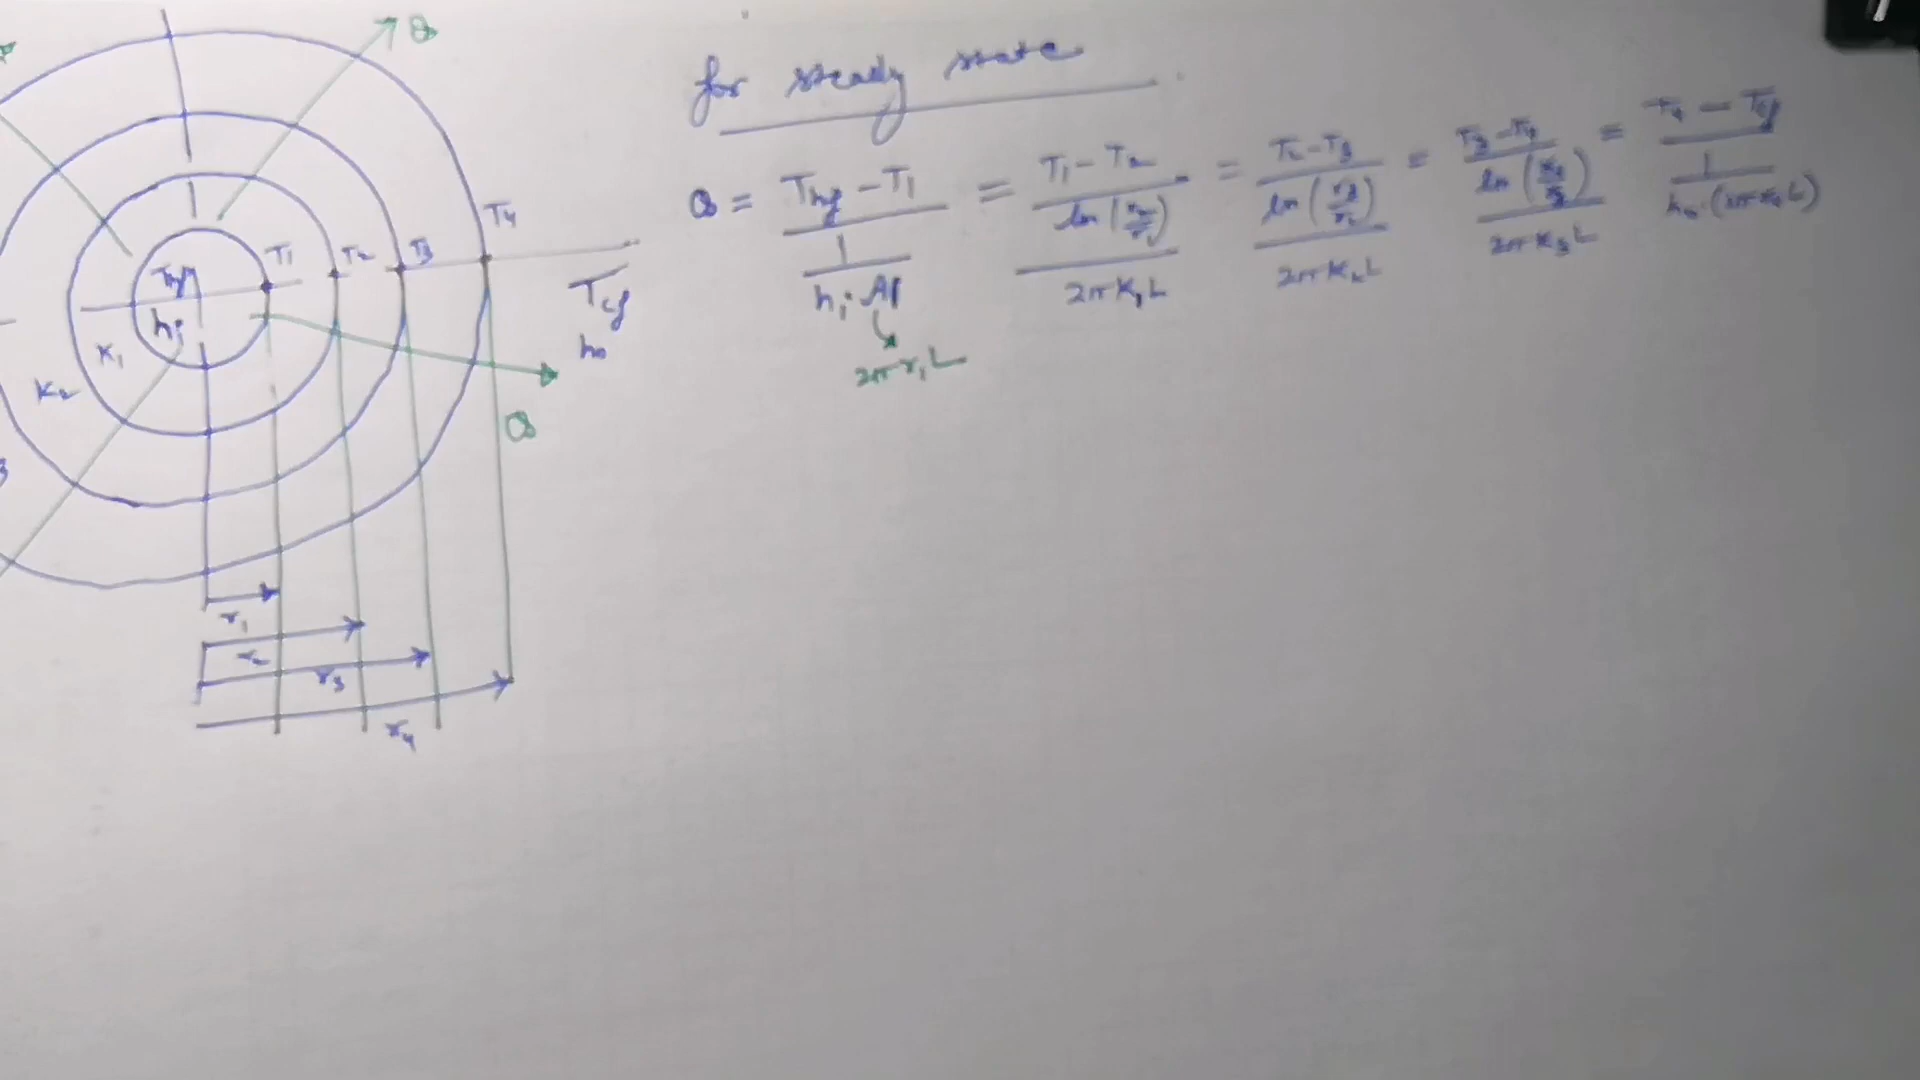 for steady state
Q = (Thf - T1)/(1/(hi·A1)) = (T1 - T2)/(ln(r2/r1)/(2πK1L)) = (T2 - T3)/(ln(r3/r2)/(2πK2L)) = (T3 - T4)/(ln(r4/r3)/(2πK3L)) = (T4 - Tcf)/(1/(ho·(2πr4L)))
2πr1L
Q
T4
T1 T2 T3
Thf
hi
Tcf
ho
K1
K2
3
Q
r1
r2
r3
r4